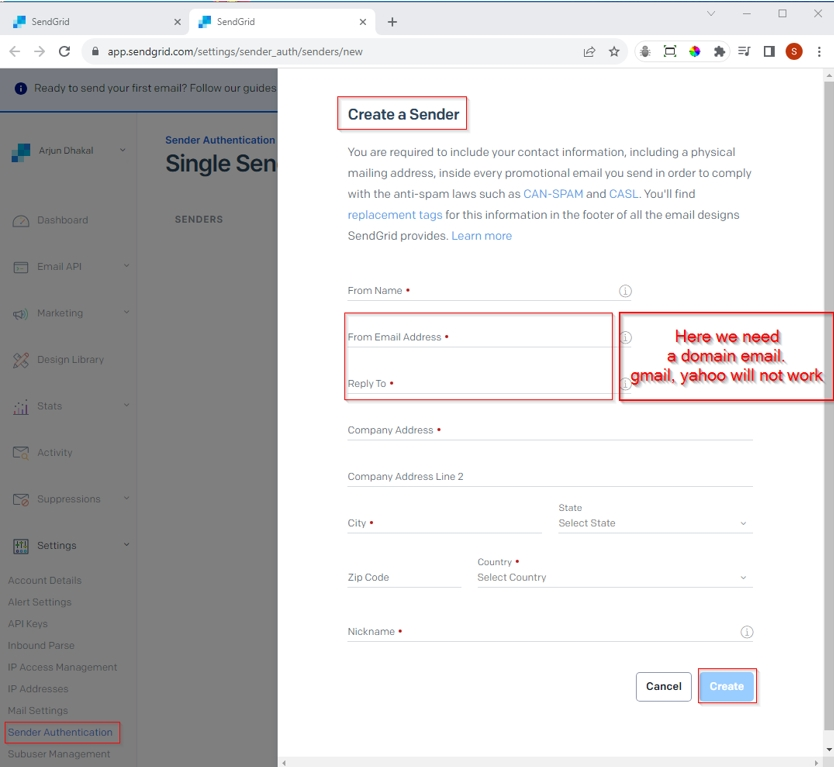 SendGrid
SendGrid
app.sendgrid.com/settings/sender_auth/senders/new
S
Ready to send your first email? Follow our guides
Arjun Dhakal
Dashboard
Email API
Marketing
Design Library
Stats
Activity
Suppressions
Settings
Account Details
Alert Settings
API Keys
Inbound Parse
IP Access Management
IP Addresses
Mail Settings
Sender Authentication
Subuser Management
Sender Authentication
Single Sen
SENDERS
Create a Sender
You are required to include your contact information, including a physical
mailing address, inside every promotional email you send in order to comply
with the anti-spam laws such as CAN-SPAM and CASL. You'll find
replacement tags for this information in the footer of all the email designs
SendGrid provides. Learn more
From Name •
From Email Address •
Reply To •
Here we need
a domain email.
gmail, yahoo will not work
Company Address •
Company Address Line 2
City •
State
Select State
Zip Code
Country •
Select Country
Nickname •
Cancel
Create